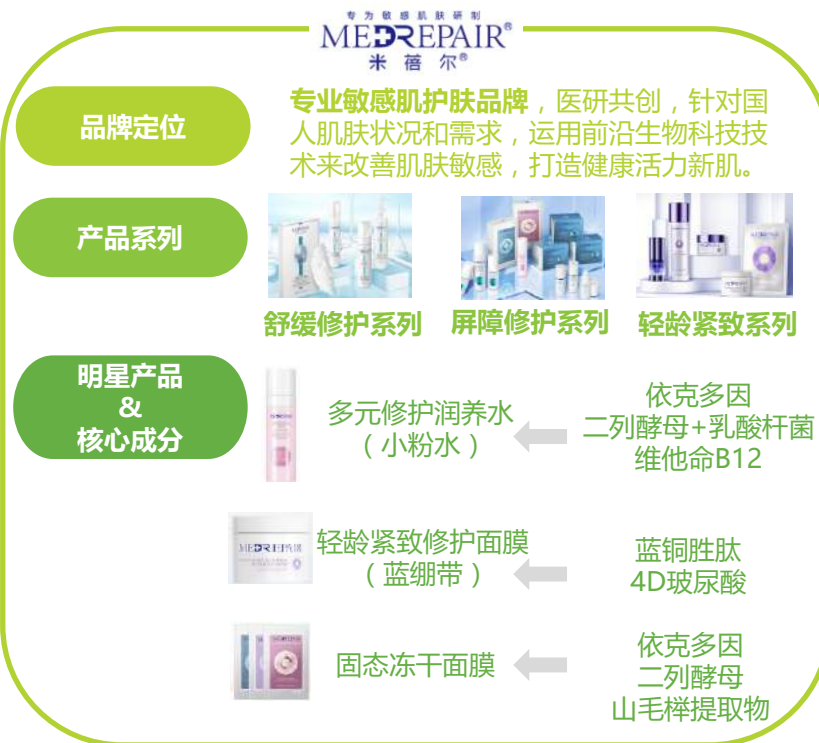 专为敏感肌肤研制
MEDREPAIR®
米蓓尔®
品牌定位
专业敏感肌护肤品牌，医研共创，针对国
人肌肤状况和需求，运用前沿生物科技技
术来改善肌肤敏感，打造健康活力新肌。
产品系列
舒缓修护系列
屏障修护系列
轻龄紧致系列
明星产品
&
核心成分
多元修护润养水
（小粉水）
依克多因
二列酵母+乳酸杆菌
维他命B12
MEDREPAIR
轻龄紧致修护面膜
（蓝绷带）
蓝铜胜肽
4D玻尿酸
固态冻干面膜
依克多因
二列酵母
山毛榉提取物